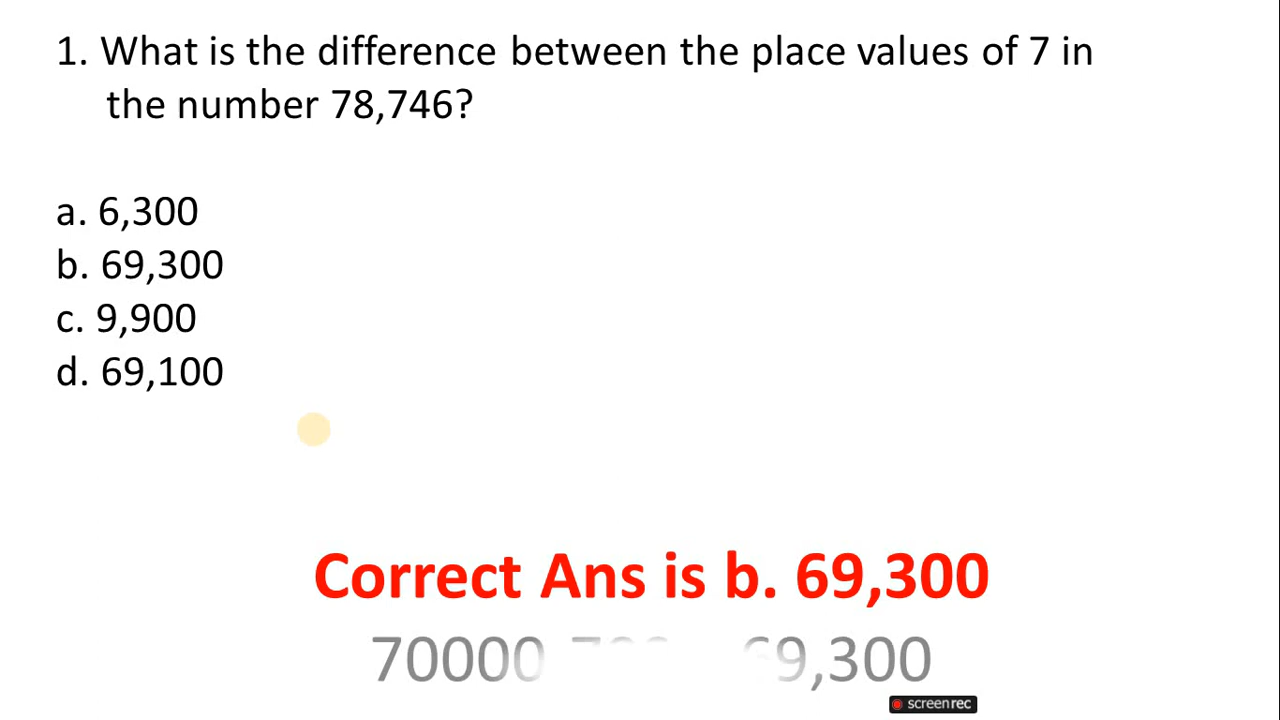 1. What is the difference between the place values of 7 in
the number 78,746?
a. 6,300
b. 69,300
c. 9,900
d. 69,100
Correct Ans is b. 69,300
70000 69,300
screenrec